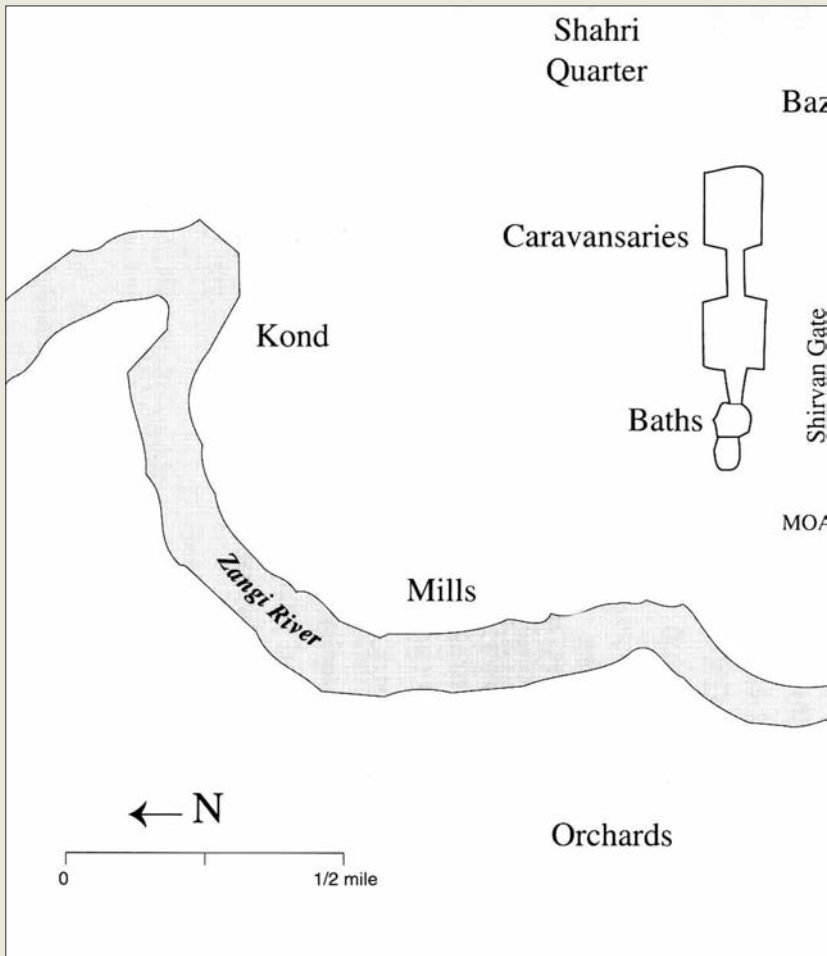 Shahri
Quarter
Baz
Caravansaries
Kond
Shirvan Gate
Baths
MOA
Zangi River
Mills
N
Orchards
0
1/2 mile